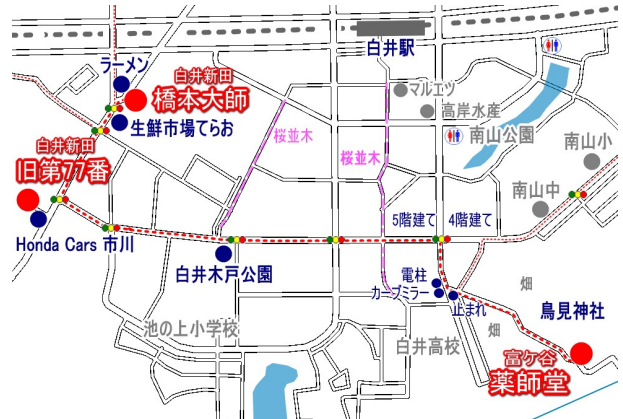 白井駅
ラーメン
白井新田
橋本大師
生鮮市場てらお
マルエツ
高岸水産
南山公園
桜並木
桜並木
白井新田
旧第77番
南山小
南山中
Honda Cars 市川
白井木戸公園
5階建て
4階建て
電柱
カーブミラー
止まれ
畑
畑
鳥見神社
池の上小学校
白井高校
富ケ谷
薬師堂